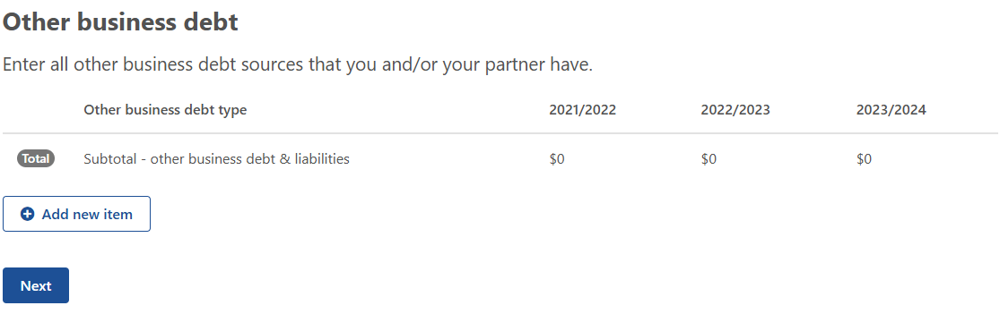 Other business debt
Enter all other business debt sources that you and/or your partner have.
Other business debt type 2021/2022 2022/2023 2023/2024
Total Subtotal - other business debt & liabilities $0 $0 $0
Add new item
Next